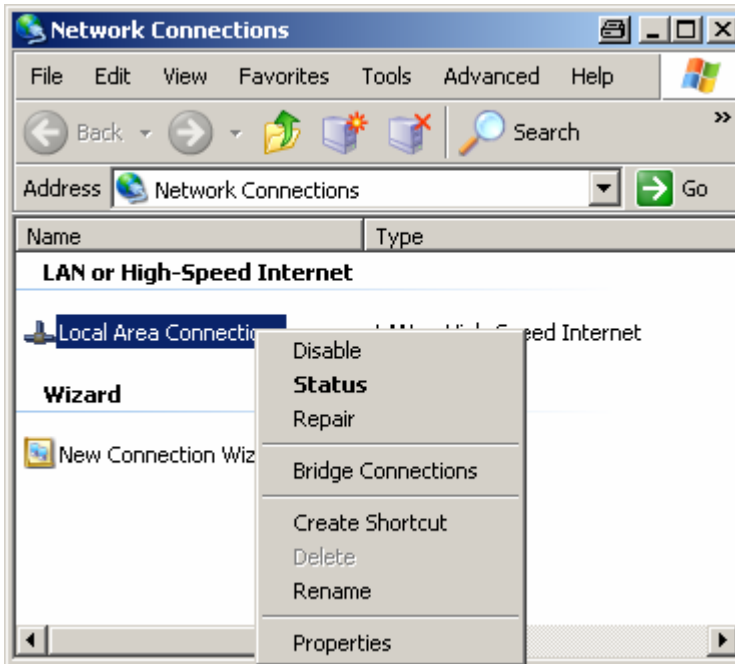 Network Connections
File Edit View Favorites Tools Advanced Help
Back Search »
Address Network Connections Go
Name Type
LAN or High-Speed Internet
Local Area Connection Speed Internet
Disable
Status
Wizard
Repair
New Connection Wiz
Bridge Connections
Create Shortcut
Delete
Rename
Properties